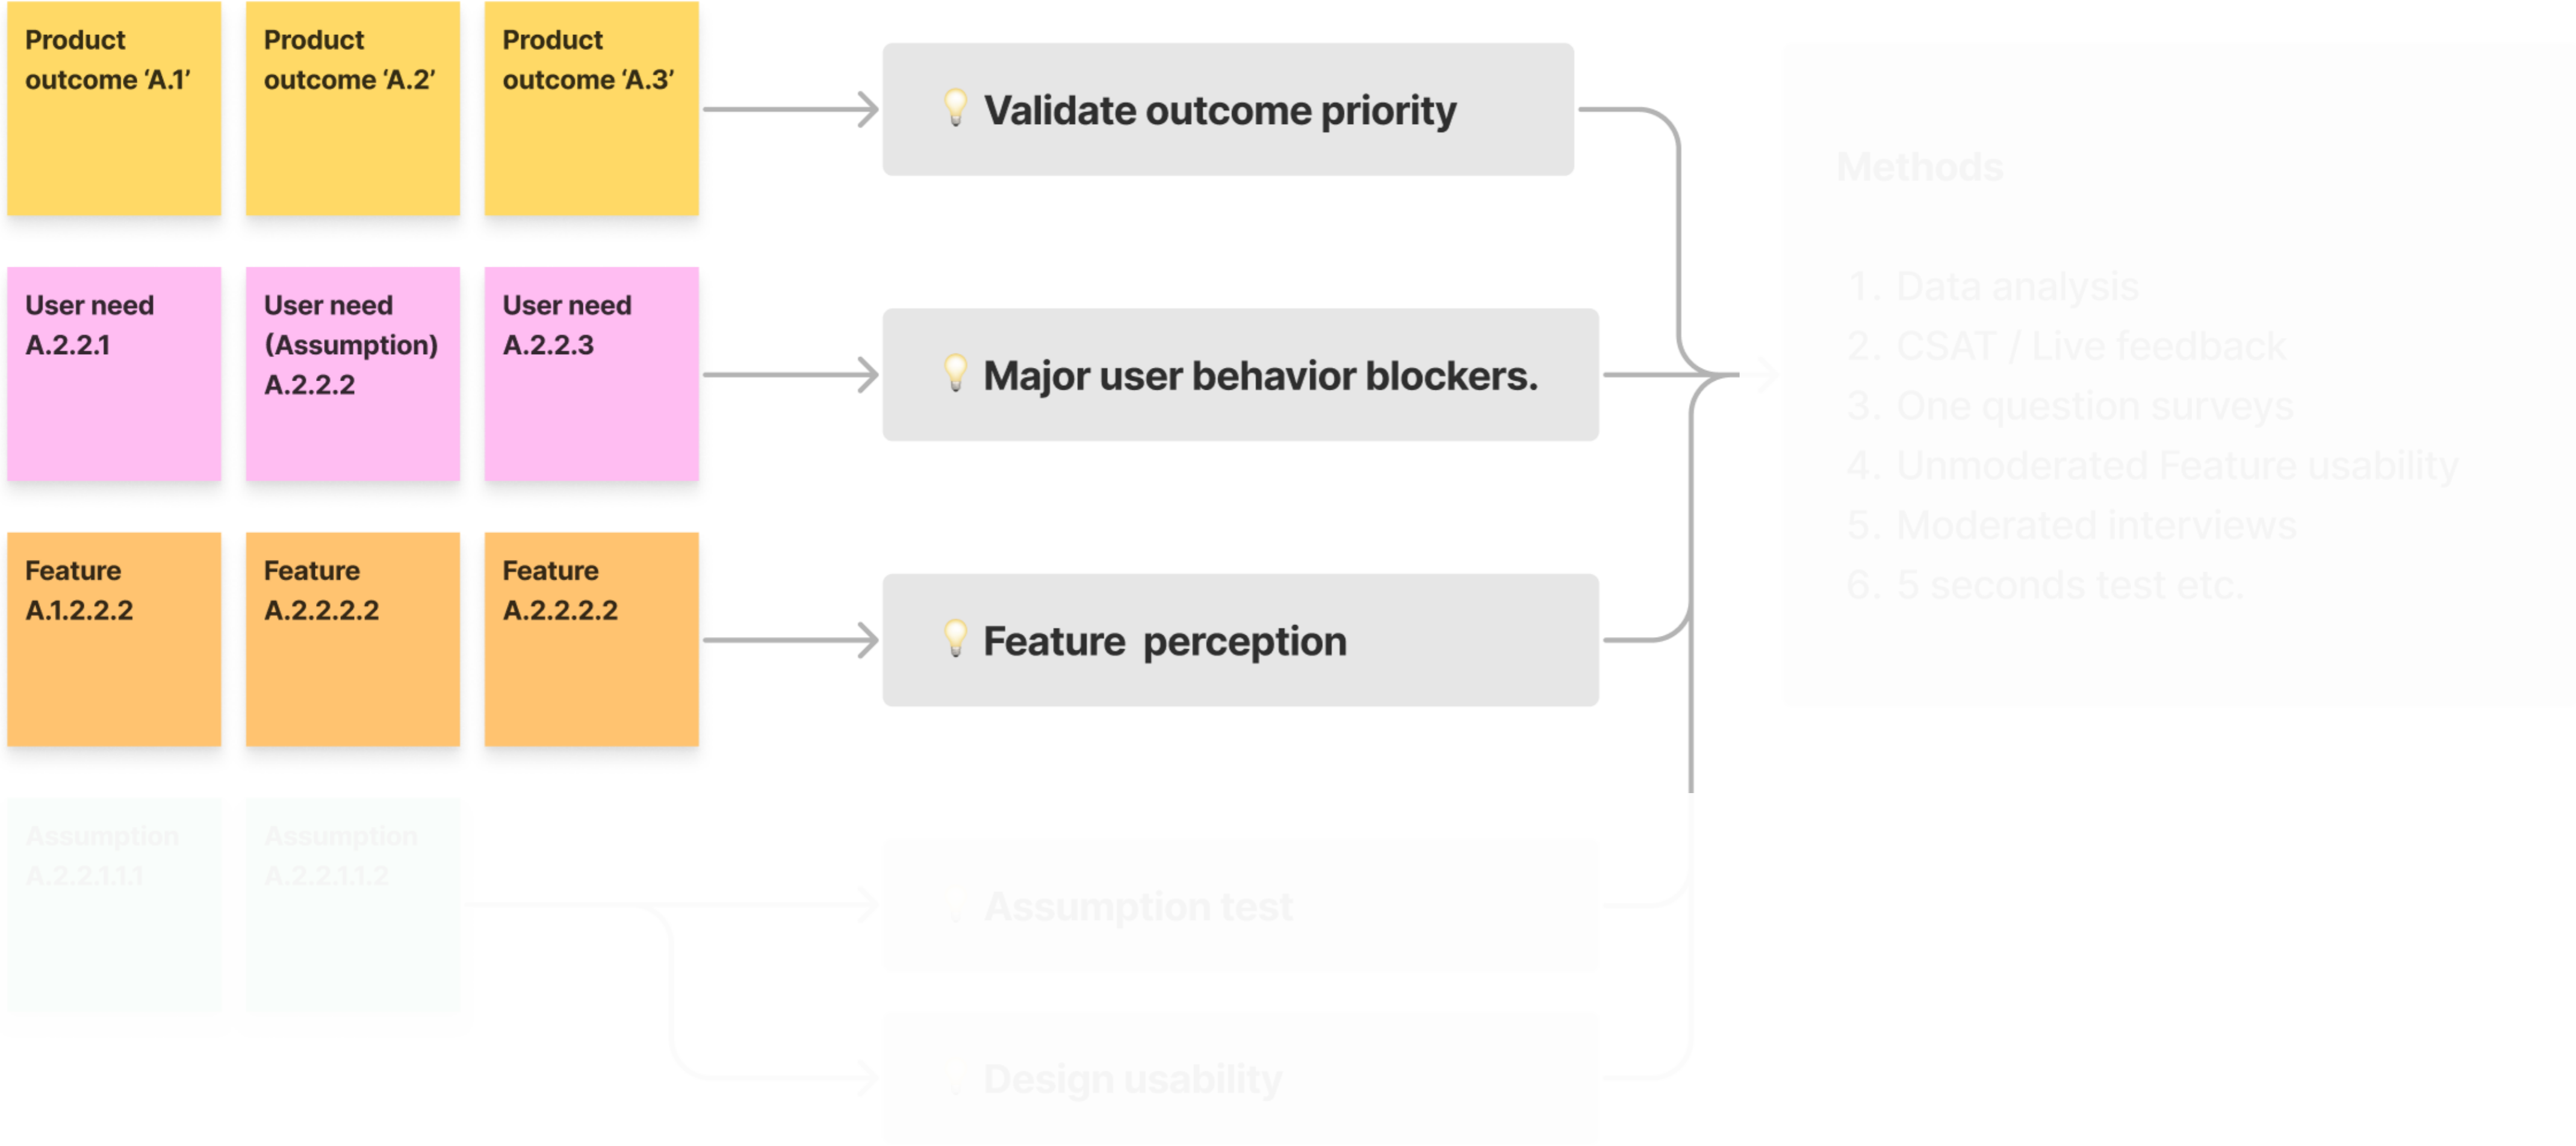 Product
outcome ‘A.1’
Product
outcome ‘A.2’
Product
outcome ‘A.3’
💡 Validate outcome priority
User need
A.2.2.1
User need
(Assumption)
A.2.2.2
User need
A.2.2.3
💡 Major user behavior blockers.
Feature
A.1.2.2.2
Feature
A.2.2.2.2
Feature
A.2.2.2.2
💡 Feature perception
Assumption
A.2.2.1.1.1
Assumption
A.2.2.1.1.2
💡 Assumption test
💡 Design usability
Methods
1. Data analysis
2. CSAT / Live feedback
3. One question surveys
4. Unmoderated Feature usability
5. Moderated interviews
6. 5 seconds test etc.